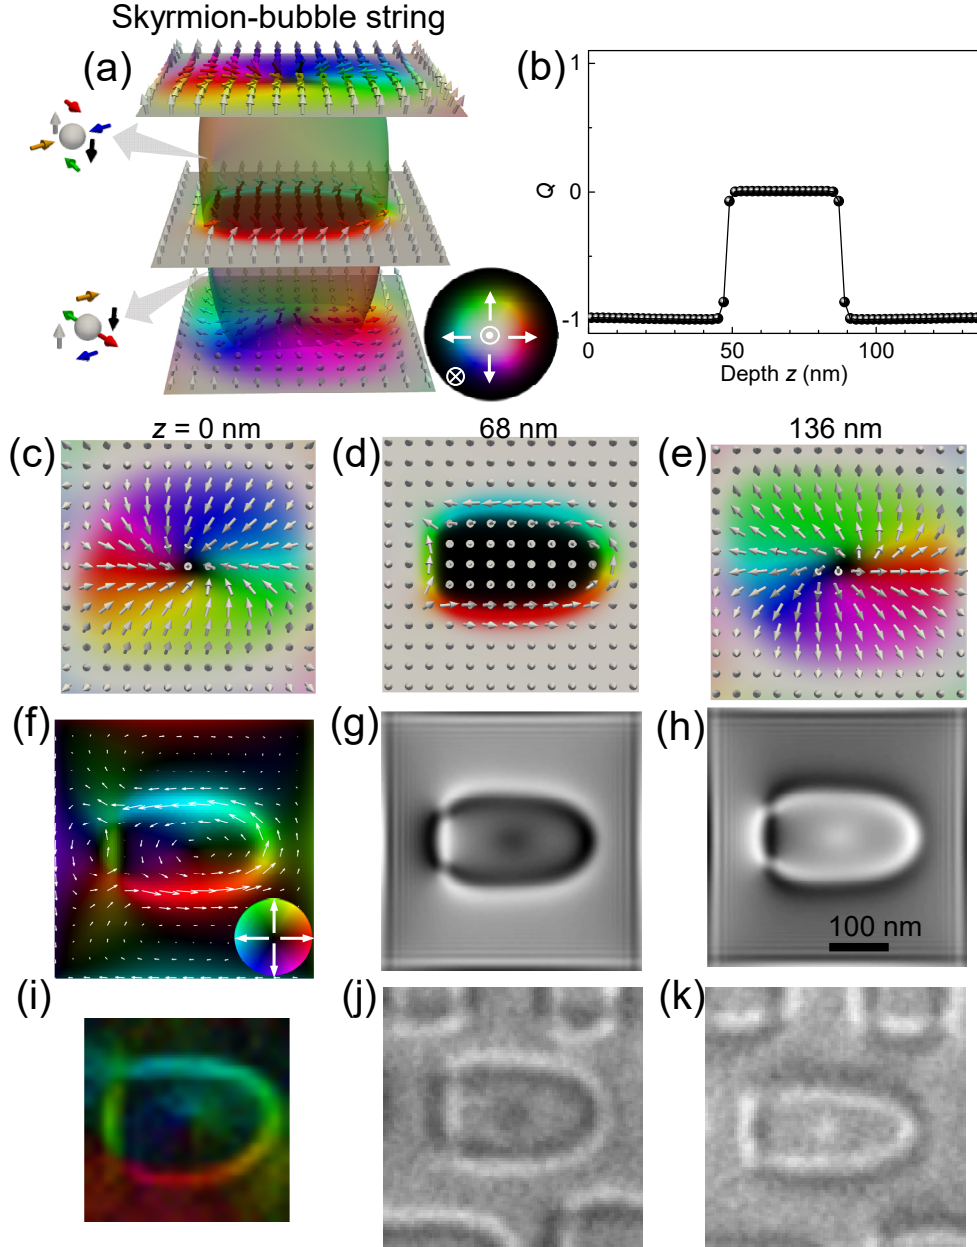 Skyrmion-bubble string
(a)
(b)
1
0
-1
Q
0
50
100
Depth z (nm)
z = 0 nm
68 nm
136 nm
(c)
(d)
(e)
(f)
(g)
(h)
100 nm
(i)
(j)
(k)